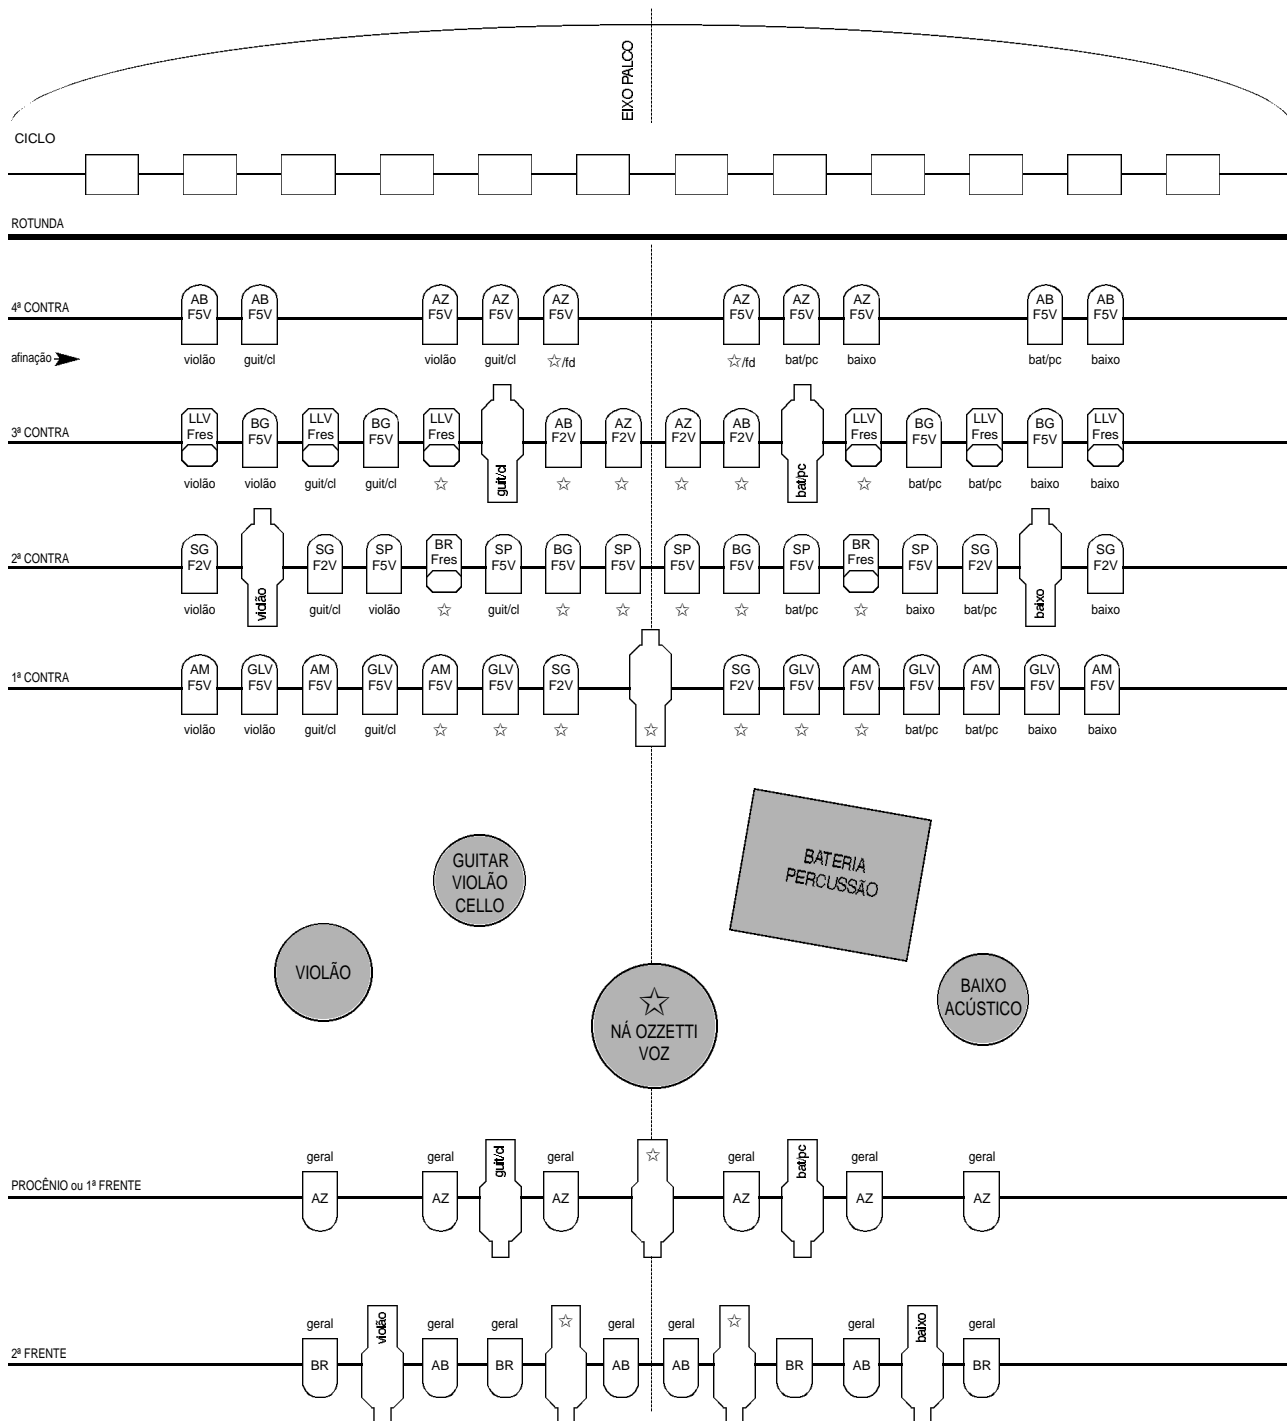 EIXO PALCO
CICLO
ROTUNDA
4ª CONTRA
AB AB AZ AZ AZ AZ AZ AZ AB AB
F5V F5V F5V F5V F5V F5V F5V F5V F5V F5V
afinação violão guit/cl violão guit/cl ☆/fd ☆/fd bat/pc baixo bat/pc baixo
3ª CONTRA
LLV BG LLV BG LLV AB AZ AZ AB LLV BG LLV BG LLV
Fres F5V Fres F5V Fres F2V F2V F2V F2V Fres F5V Fres F5V Fres
guit/cl bat/pc
violão violão guit/cl guit/cl ☆ ☆ ☆ ☆ ☆ ☆ bat/pc bat/pc baixo baixo
2ª CONTRA
SG SG SP BR SP BG SP SP BG SP BR SP SG SG
F2V F2V F5V Fres F5V F5V F5V F5V F5V F5V Fres F5V F2V F2V
violão baixo
violão guit/cl violão ☆ guit/cl ☆ ☆ ☆ ☆ bat/pc ☆ baixo bat/pc baixo
1ª CONTRA
AM GLV AM GLV AM GLV SG SG GLV AM GLV AM GLV AM
F5V F5V F5V F5V F5V F5V F2V F2V F5V F5V F5V F5V F5V F5V
violão violão guit/cl guit/cl ☆ ☆ ☆ ☆ ☆ ☆ ☆ bat/pc bat/pc baixo baixo
GUITAR
VIOLÃO
CELLO
BATERIA
PERCUSSÃO
VIOLÃO
☆
NÁ OZZETTI
VOZ
BAIXO
ACÚSTICO
geral geral guit/cl geral ☆ geral bat/pc geral geral
PROCÊNIO ou 1ª FRENTE
AZ AZ AZ AZ AZ AZ
geral violão geral geral ☆ geral geral ☆ geral baixo geral
2ª FRENTE
BR AB BR AB AB BR AB BR